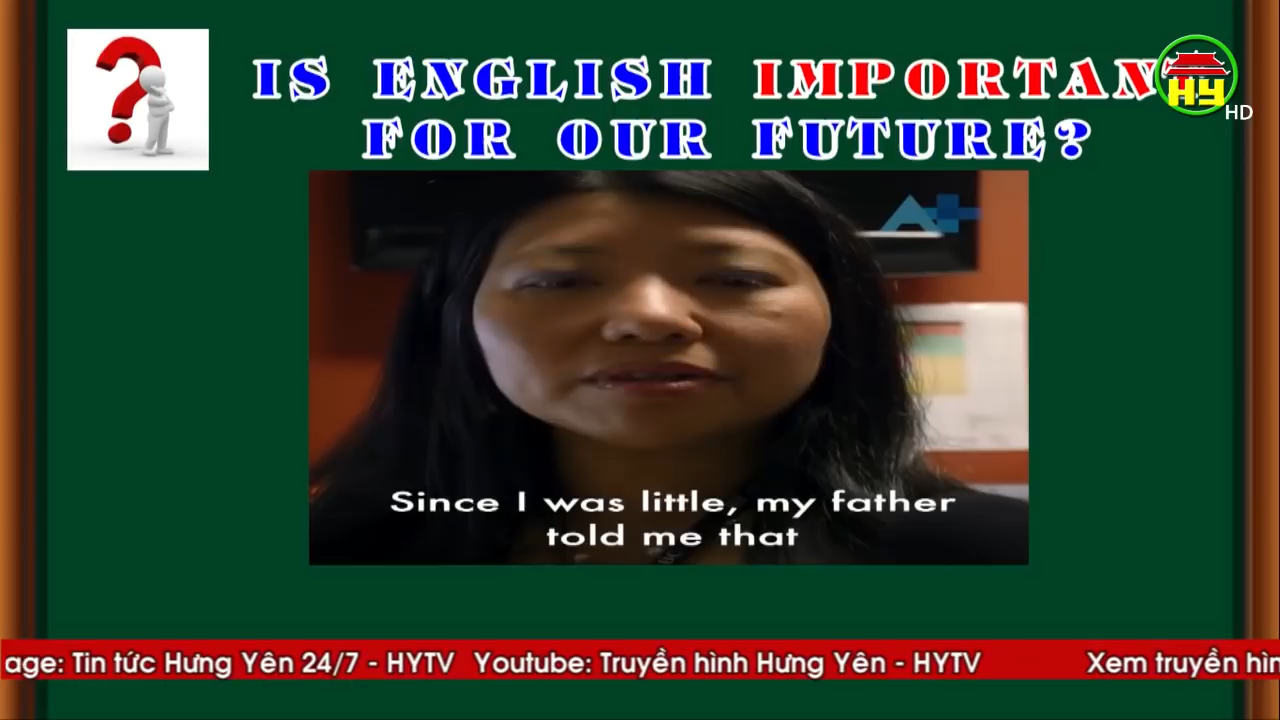 IS ENGLISH IMPORTAN
FOR OUR FUTURE?
HY
HD
A+
Since I was little, my father
told me that
age: Tin tức Hưng Yên 24/7 - HYTV Youtube: Truyền hình Hưng Yên - HYTV Xem truyền hìn